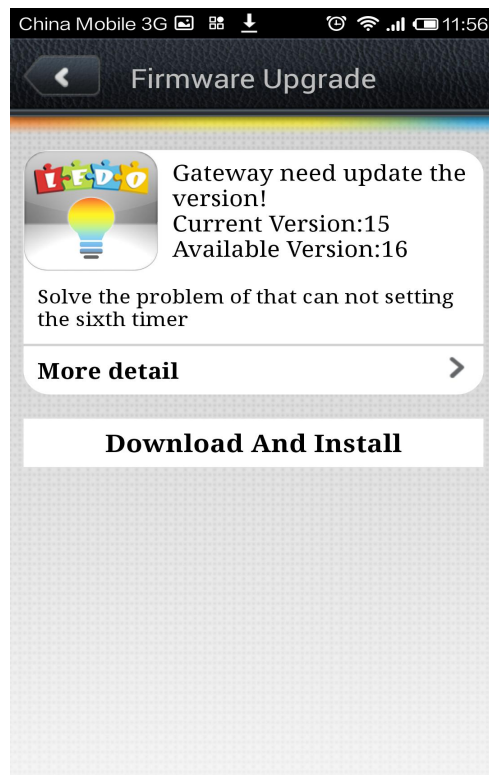 China Mobile 3G 11:56
Firmware Upgrade
LEDO
Gateway need update the
version!
Current Version:15
Available Version:16
Solve the problem of that can not setting
the sixth timer
More detail
Download And Install